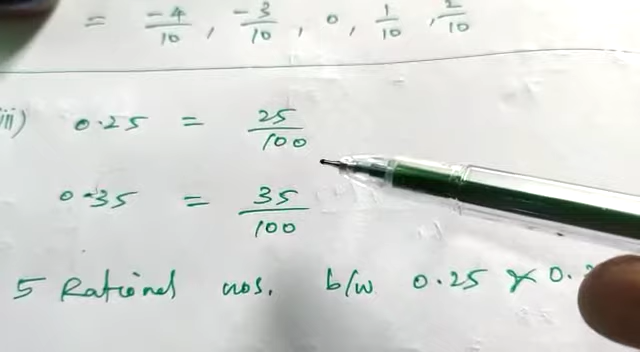 = -4/10, -3/10, 0, 1/10, 2/10
iii) 0.25 = 25/100
0.35 = 35/100
5 Rational nos. b/w 0.25 & 0.